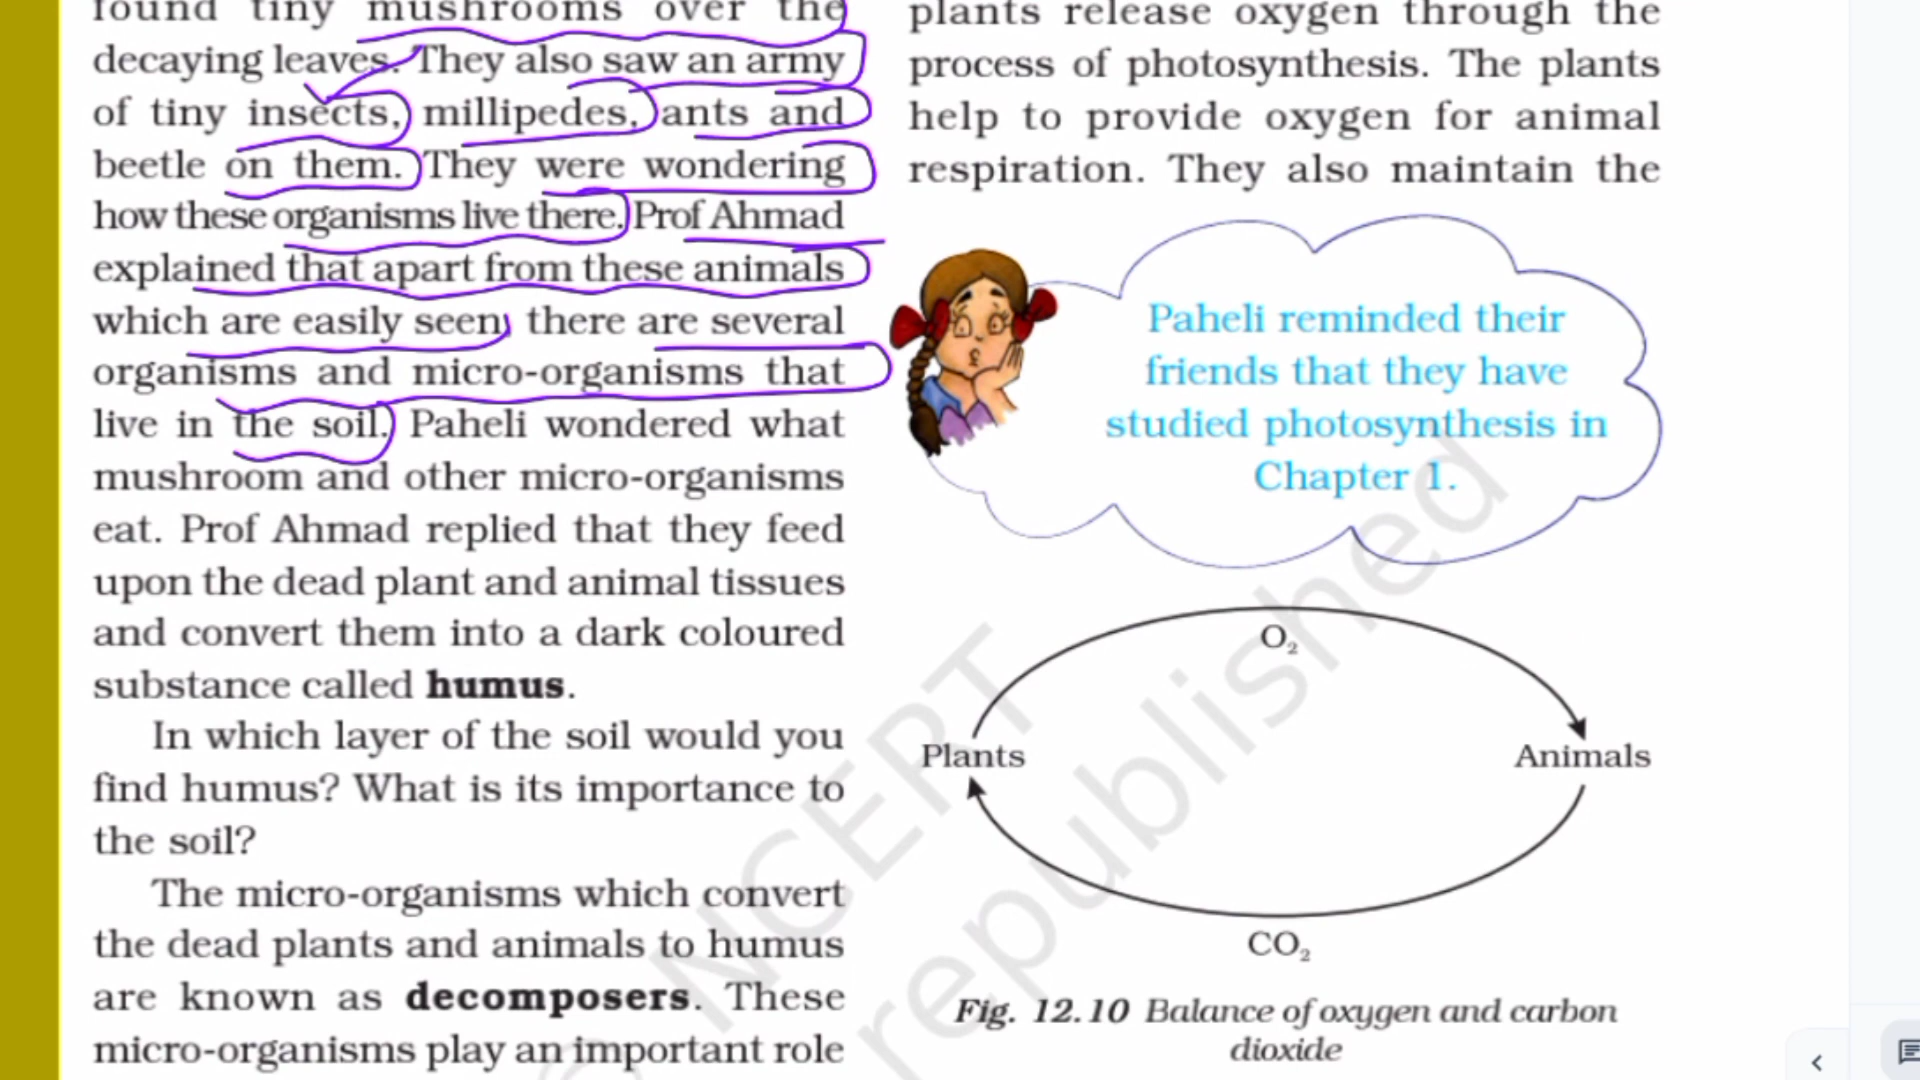 found tiny mushrooms over the
decaying leaves. They also saw an army
of tiny insects, millipedes, ants and
beetle on them. They were wondering
how these organisms live there. Prof Ahmad
explained that apart from these animals
which are easily seen, there are several
organisms and micro-organisms that
live in the soil. Paheli wondered what
mushroom and other micro-organisms
eat. Prof Ahmad replied that they feed
upon the dead plant and animal tissues
and convert them into a dark coloured
substance called humus.
In which layer of the soil would you
find humus? What is its importance to
the soil?
The micro-organisms which convert
the dead plants and animals to humus
are known as decomposers. These
micro-organisms play an important role
plants release oxygen through the
process of photosynthesis. The plants
help to provide oxygen for animal
respiration. They also maintain the
Paheli reminded their
friends that they have
studied photosynthesis in
Chapter 1.
O₂
Plants
Animals
CO₂
Fig. 12.10 Balance of oxygen and carbon
dioxide
© NCERT
republished